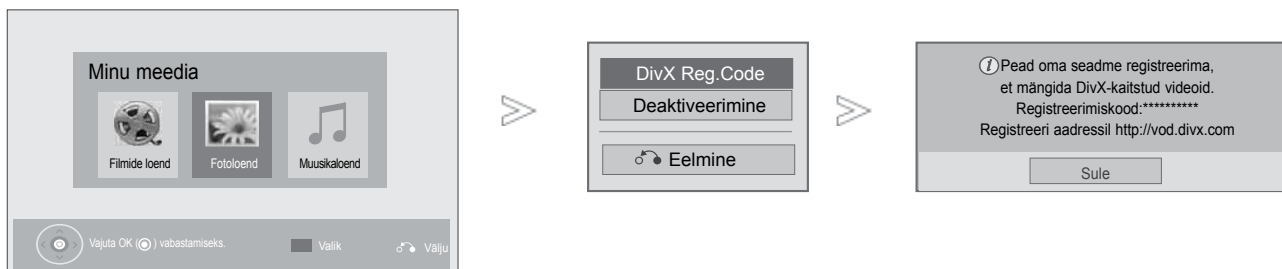 Minu meedia
Filmide loend
Fotoloend
Muusikaloend
Vajuta OK ( ) vabastamiseks.
Valik
Välju
DivX Reg.Code
Deaktiveerimine
Eelmine
Pead oma seadme registreerima,
et mängida DivX-kaitstud videoid.
Registreerimiskood:**********
Registreeri aadressil http://vod.divx.com
Sule